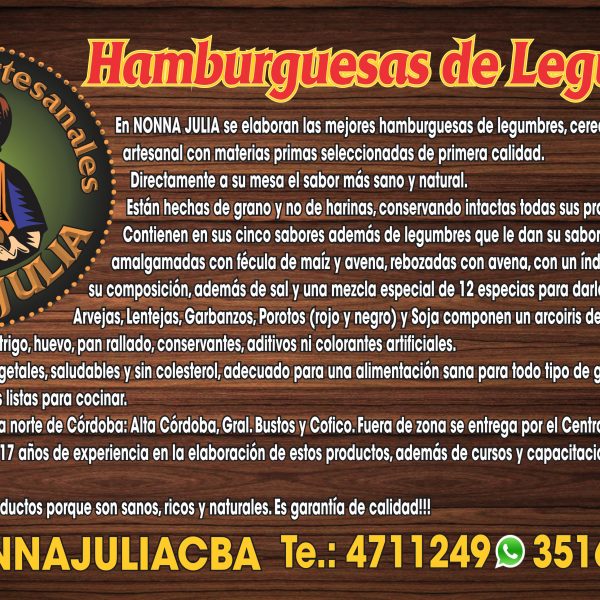 Hamburguesas de Legu
rtesanales
JULIA
En NONNA JULIA se elaboran las mejores hamburguesas de legumbres, cerea
artesanal con materias primas seleccionadas de primera calidad.
Directamente a su mesa el sabor más sano y natural.
Están hechas de grano y no de harinas, conservando intactas todas sus pro
Contienen en sus cinco sabores además de legumbres que le dan su sabor
amalgamadas con fécula de maíz y avena, rebozadas con avena, con un índ
su composición, además de sal y una mezcla especial de 12 especias para darle
Arvejas, Lentejas, Garbanzos, Porotos (rojo y negro) y Soja componen un arcoiris de
trigo, huevo, pan rallado, conservantes, aditivos ni colorantes artificiales.
getales, saludables y sin colesterol, adecuado para una alimentación sana para todo tipo de g
s listas para cocinar.
a norte de Córdoba: Alta Córdoba, Gral. Bustos y Cofico. Fuera de zona se entrega por el Centro
17 años de experiencia en la elaboración de estos productos, además de cursos y capacitacio
oductos porque son sanos, ricos y naturales. Es garantía de calidad!!!
NNAJULIACBA Te.: 4711249 3516